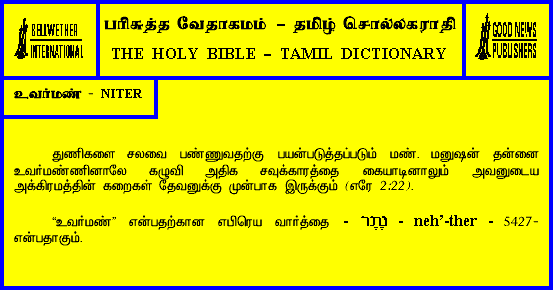 BELLWETHER
INTERNATIONAL
பரிசுத்த வேதாகமம் – தமிழ் சொல்லகராதி
THE HOLY BIBLE – TAMIL DICTIONARY
GOOD NEWS
PUBLISHERS
உவர்மண் - NITER
துணிகளை சலவை பண்ணுவதற்கு பயன்படுத்தப்படும் மண். மனுஷன் தன்னை
உவர்மண்ணினாலே கழுவி அதிக சவுக்காரத்தை கையாடினாலும் அவனுடைய
அக்கிரமத்தின் கறைகள் தேவனுக்கு முன்பாக இருக்கும் (எரே 2:22).
“உவர்மண்” என்பதற்கான எபிரெய வார்த்தை - - neh'-ther - 5427-
என்பதாகும்.